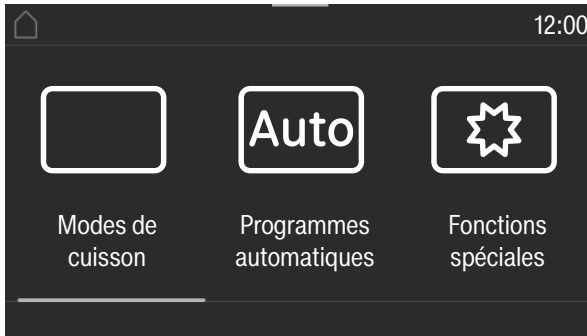 12:00
Auto
Modes de
cuisson
Programmes
automatiques
Fonctions
spéciales